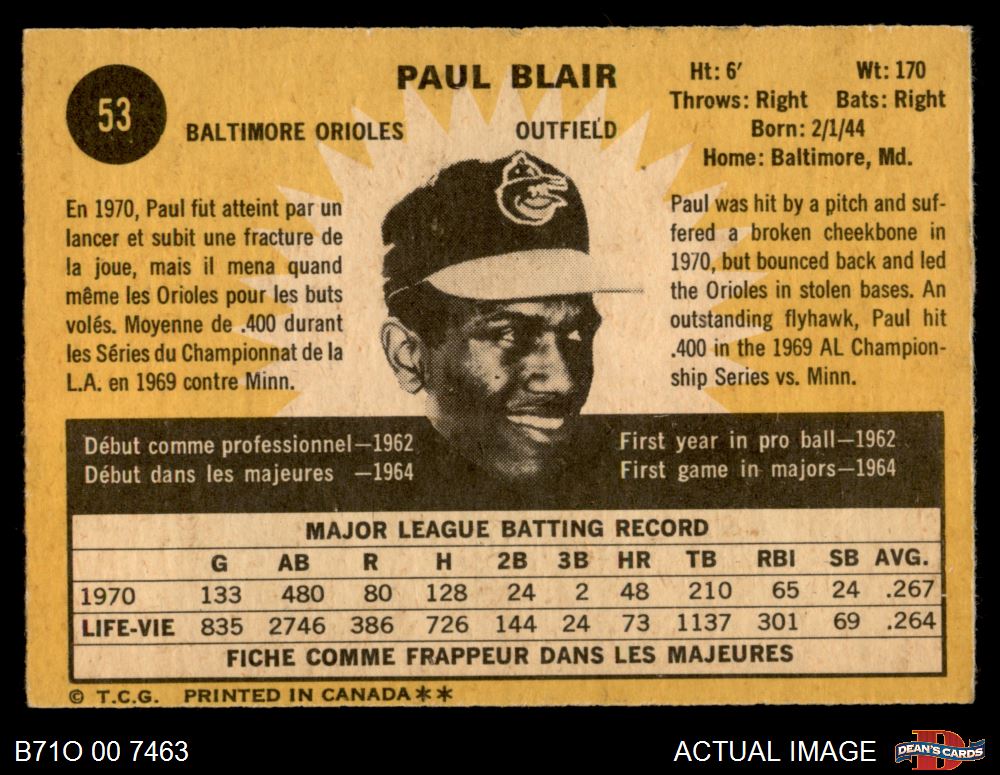 53
PAUL BLAIR
BALTIMORE ORIOLES OUTFIELD
Ht: 6' Wt: 170
Throws: Right Bats: Right
Born: 2/1/44
Home: Baltimore, Md.
En 1970, Paul fut atteint par un
lancer et subit une fracture de
la joue, mais il mena quand
même les Orioles pour les buts
volés. Moyenne de .400 durant
les Séries du Championnat de la
L.A. en 1969 contre Minn.
Paul was hit by a pitch and suf-
fered a broken cheekbone in
1970, but bounced back and led
the Orioles in stolen bases. An
outstanding flyhawk, Paul hit
.400 in the 1969 AL Champion-
ship Series vs. Minn.
Début comme professionnel—1962
Début dans les majeures —1964
First year in pro ball—1962
First game in majors—1964
MAJOR LEAGUE BATTING RECORD
G AB R H 2B 3B HR TB RBI SB AVG.
1970 133 480 80 128 24 2 48 210 65 24 .267
LIFE-VIE 835 2746 386 726 144 24 73 1137 301 69 .264
FICHE COMME FRAPPEUR DANS LES MAJEURES
© T.C.G. PRINTED IN CANADA**
B71O 00 7463
ACTUAL IMAGE
DEAN'S CARDS